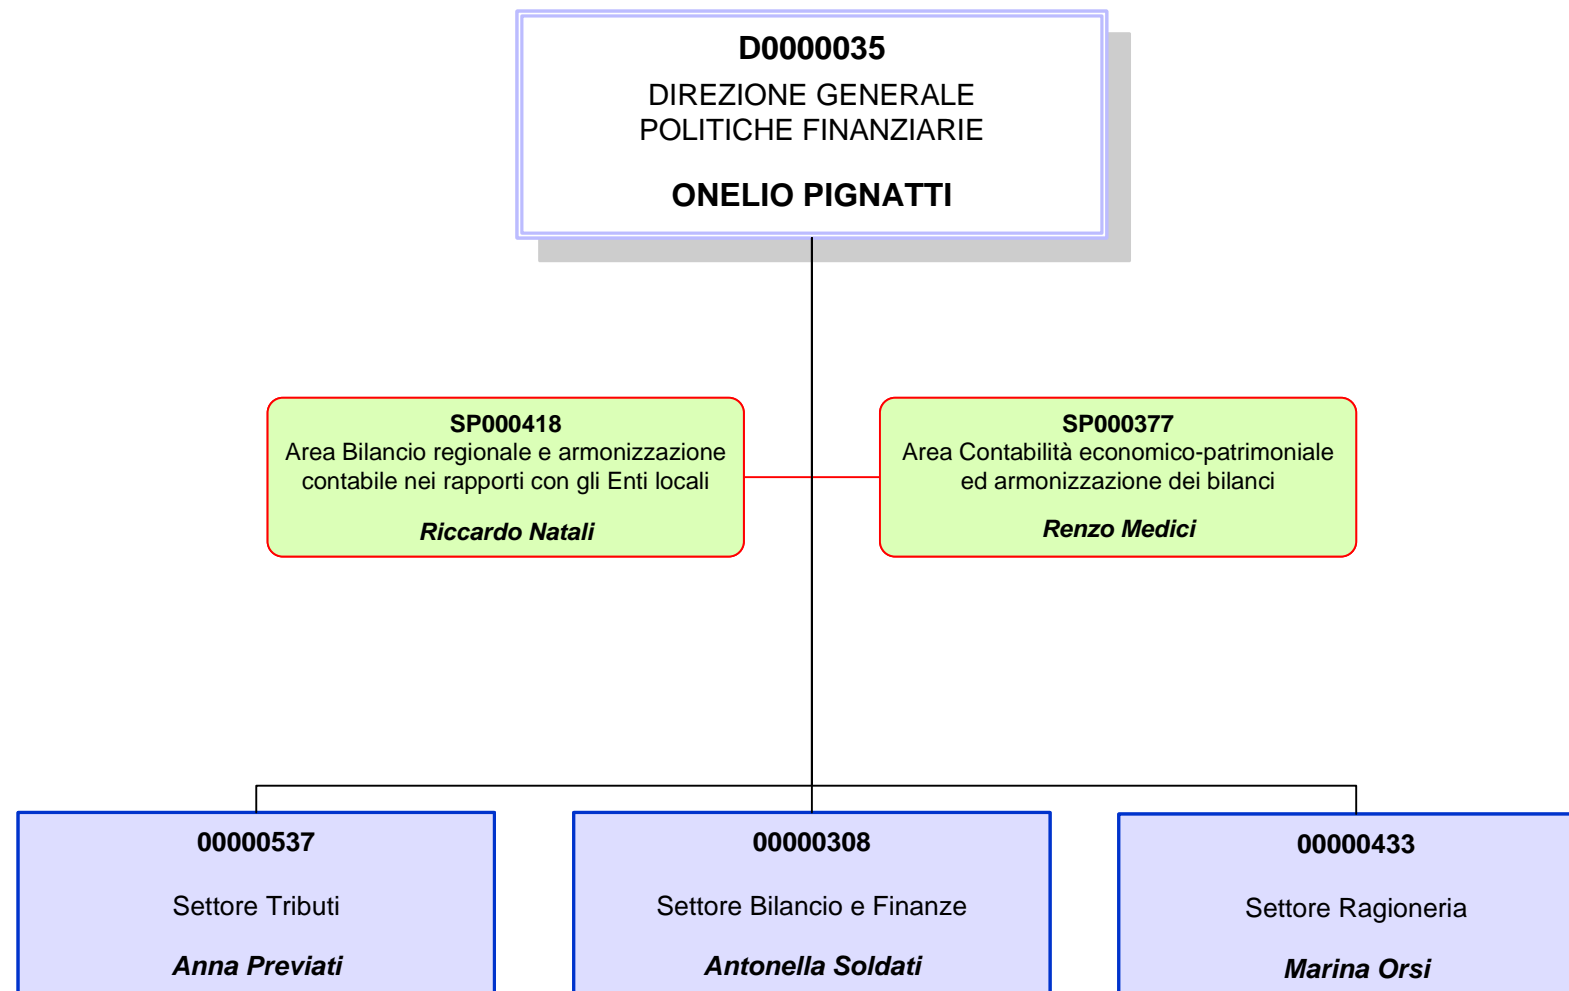 D0000035
DIREZIONE GENERALE
POLITICHE FINANZIARIE
ONELIO PIGNATTI
SP000418
Area Bilancio regionale e armonizzazione
contabile nei rapporti con gli Enti locali
Riccardo Natali
SP000377
Area Contabilità economico-patrimoniale
ed armonizzazione dei bilanci
Renzo Medici
00000537
Settore Tributi
Anna Previati
00000308
Settore Bilancio e Finanze
Antonella Soldati
00000433
Settore Ragioneria
Marina Orsi